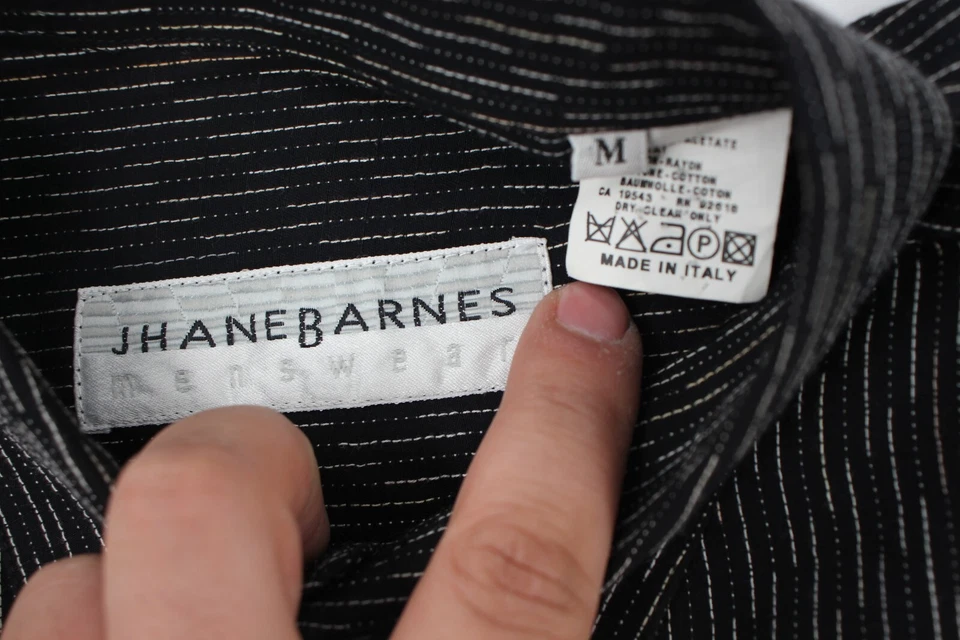 JHANEBARNES
menswear
M
ACETATE
-RAYON
-COTTON
BAUMWOLLE-COTON
CA 19543 RN 92618
DRY CLEAN ONLY
P
MADE IN ITALY